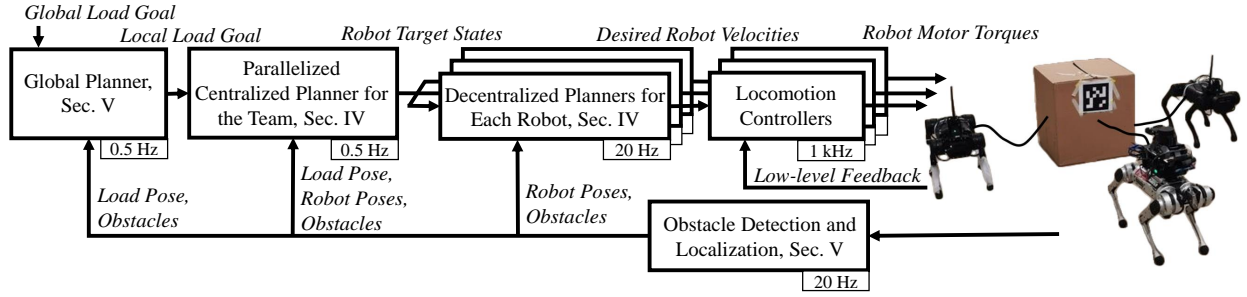 Global Load Goal
Local Load Goal
Robot Target States
Desired Robot Velocities
Robot Motor Torques
Global Planner,
Sec. V
0.5 Hz
Parallelized
Centralized Planner for
the Team, Sec. IV
0.5 Hz
Decentralized Planners for
Each Robot, Sec. IV
20 Hz
Locomotion
Controllers
1 kHz
Low-level Feedback
Load Pose,
Obstacles
Load Pose,
Robot Poses,
Obstacles
Robot Poses,
Obstacles
Obstacle Detection and
Localization, Sec. V
20 Hz